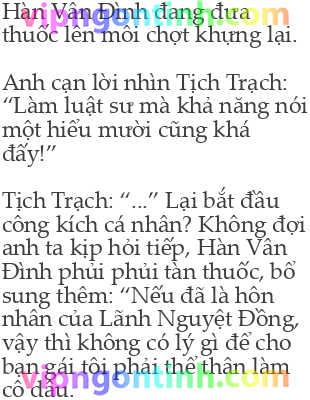 vipngontinh.com
Hàn Vân Đình đang đưa
thuốc lên môi chợt khựng lại.
Anh cạn lời nhìn Tịch Trạch:
“Làm luật sư mà khả năng nói
một hiểu mười cũng khá
đấy!”
Tịch Trạch: “...” Lại bắt đầu
công kích cá nhân? Không đợi
anh ta kịp hỏi tiếp, Hàn Vân
Đình phủi phủi tàn thuốc, bổ
sung thêm: “Nếu đã là hôn
nhân của Lãnh Nguyệt Đồng,
vậy thì không có lý gì để cho
bạn gái tôi phải thế thân làm
cô dâu.
vipngontinh.com